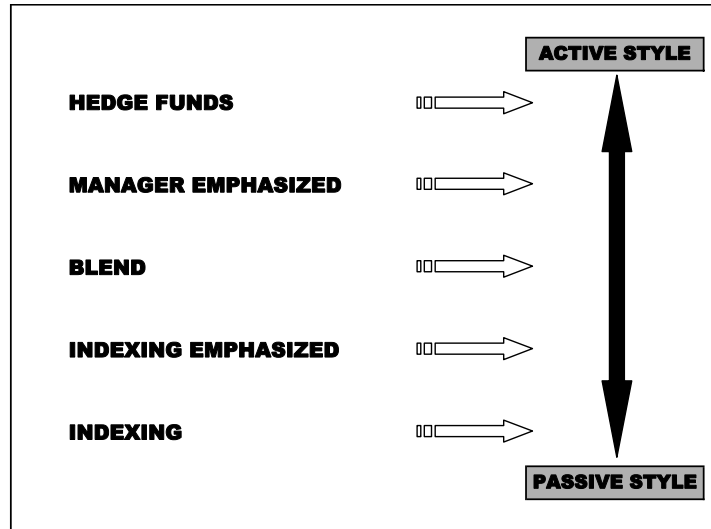 ACTIVE STYLE
HEDGE FUNDS
MANAGER EMPHASIZED
BLEND
INDEXING EMPHASIZED
INDEXING
PASSIVE STYLE